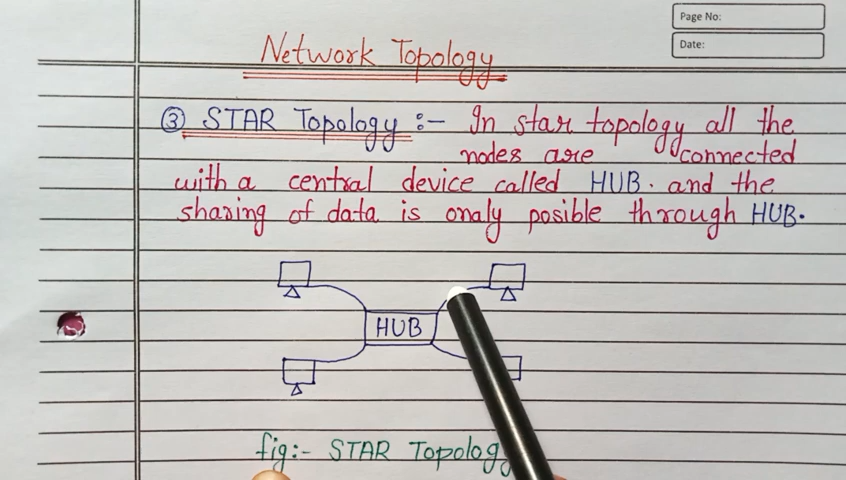 Page No:
Date:
Network Topology
③ STAR Topology :- In star topology all the
nodes are connected
with a central device called HUB. and the
sharing of data is onaly posible through HUB.
HUB
fig:- STAR Topology